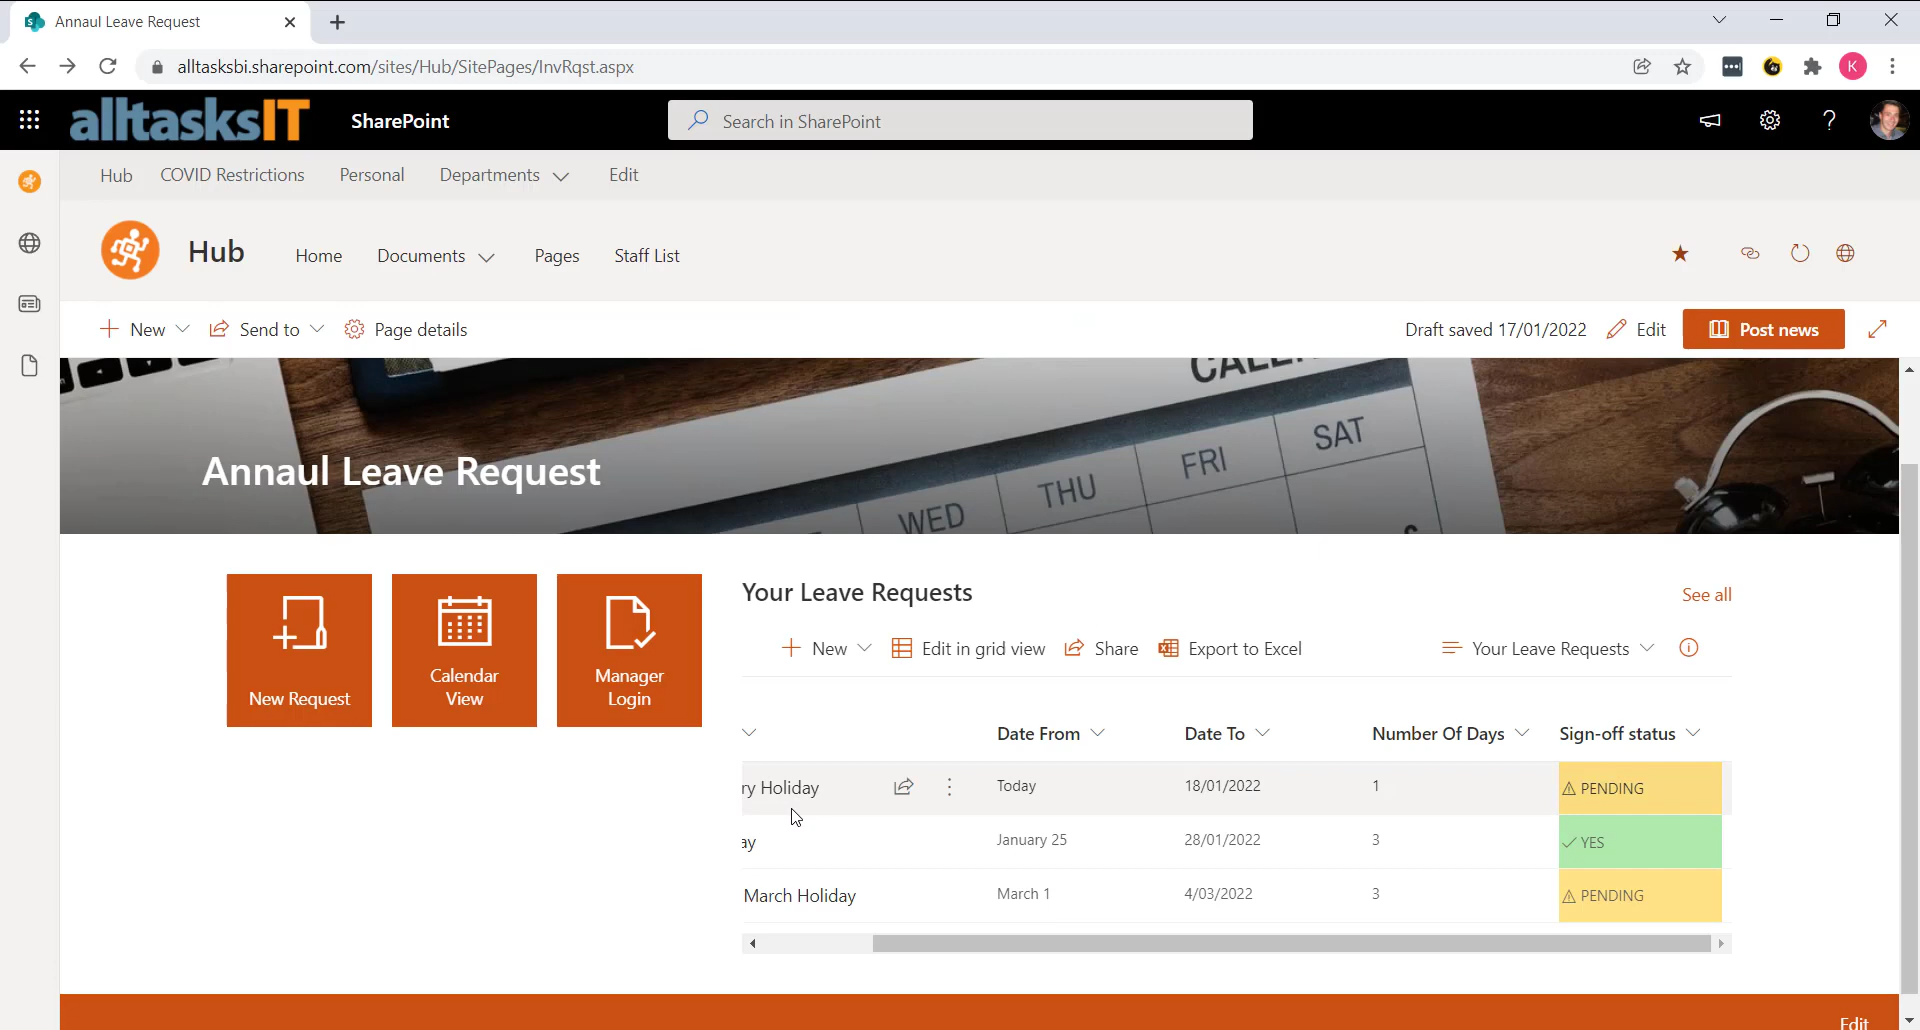 Annaul Leave Request
alltasksbi.sharepoint.com/sites/Hub/SitePages/InvRqst.aspx
K
alltasksIT
SharePoint
Search in SharePoint
Hub
COVID Restrictions
Personal
Departments
Edit
Hub
Home
Documents
Pages
Staff List
New
Send to
Page details
Draft saved 17/01/2022
Edit
Post news
WED
THU
FRI
SAT
Annaul Leave Request
New Request
Calendar
View
Manager
Login
Your Leave Requests
See all
New
Edit in grid view
Share
Export to Excel
Your Leave Requests
Date From
Date To
Number Of Days
Sign-off status
ry Holiday
Today
18/01/2022
1
PENDING
ay
January 25
28/01/2022
3
YES
March Holiday
March 1
4/03/2022
3
PENDING
Edit